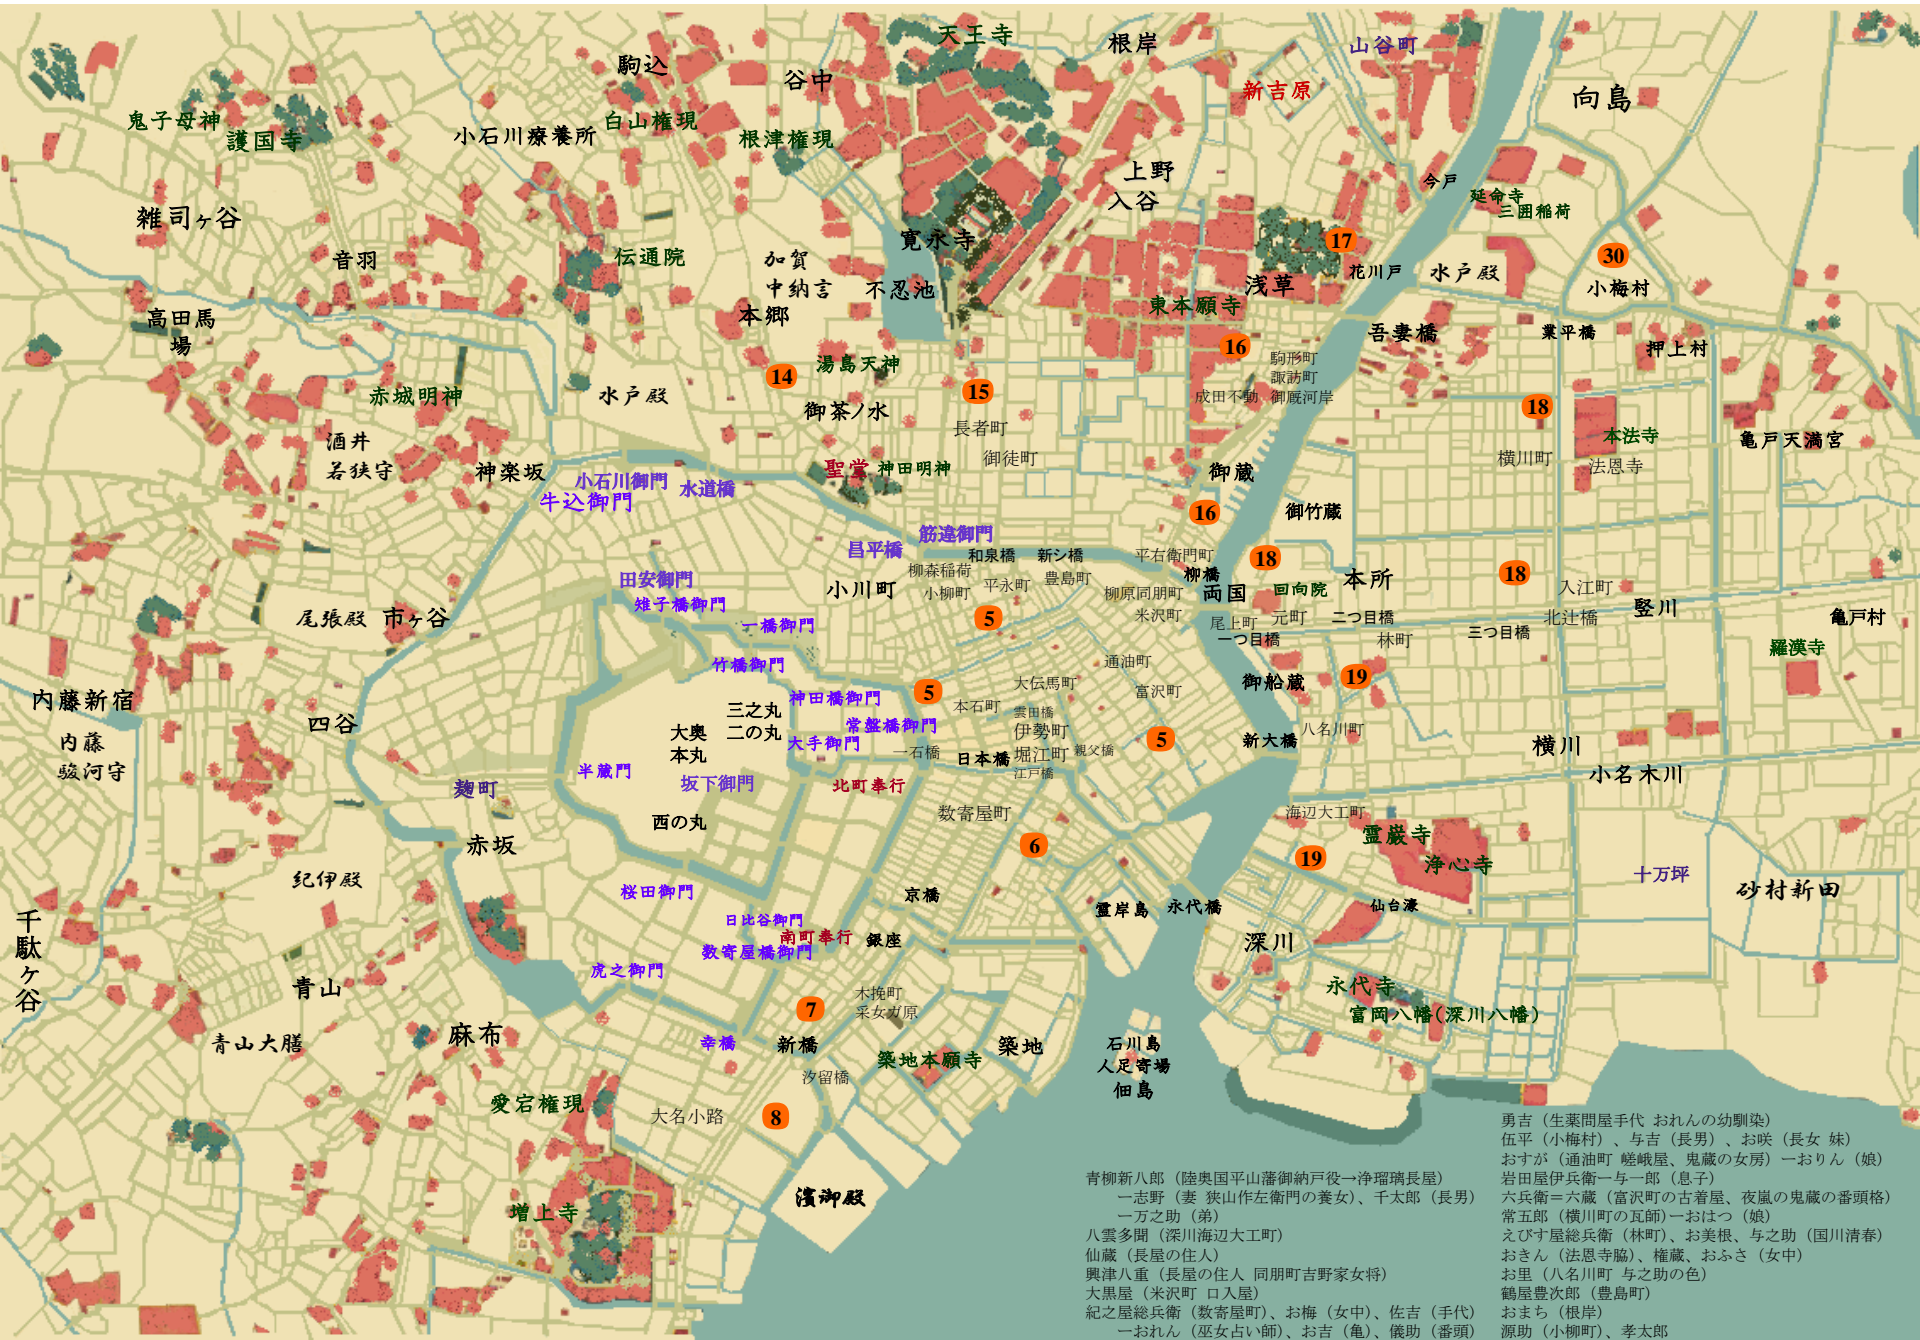 天王寺
根岸
山谷町
駒込
谷中
新吉原
向島
鬼子母神
護国寺
小石川療養所
白山権現
根津権現
上野
入谷
今戸
延命寺
三囲稲荷
雑司ヶ谷
音羽
伝通院
加賀
中納言
本郷
寛永寺
不忍池
17
浅草
花川戸
水戸殿
30
小梅村
東本願寺
高田馬
場
赤城明神
水戸殿
14
湯島天神
御茶ノ水
15
長者町
御徒町
16
駒形町
諏訪町
成田不動
御厩河岸
吾妻橋
業平橋
押上村
18
本法寺
横川町
法恩寺
亀戸天満宮
酒井
若狭守
神楽坂
小石川御門
牛込御門
水道橋
聖堂
神田明神
御蔵
16
御竹蔵
昌平橋
筋違御門
和泉橋
新シ橋
平右衛門町
柳橋
18
本所
18
入江町
北辻橋
竪川
亀戸村
羅漢寺
柳森稲荷
小柳町
平永町
豊島町
柳原同朋町
米沢町
両国
回向院
尾上町
元町
一つ目橋
二つ目橋
林町
三つ目橋
小川町
5
田安御門
雉子橋御門
一橋御門
竹橋御門
尾張殿
市ヶ谷
内藤新宿
内藤
駿河守
四谷
神田橋御門
常盤橋御門
大手御門
三之丸
二の丸
大奥
本丸
5
本石町
大伝馬町
雲田橋
伊勢町
通油町
富沢町
5
御船蔵
19
八名川町
新大橋
横川
小名木川
一石橋
日本橋
堀江町
親父橋
江戸橋
半蔵門
坂下御門
北町奉行
麹町
西の丸
数寄屋町
6
海辺大工町
霊巌寺
浄心寺
19
十万坪
砂村新田
赤坂
紀伊殿
桜田御門
日比谷御門
南町奉行
数寄屋橋御門
京橋
銀座
霊岸島
永代橋
仙台濠
深川
千駄ヶ谷
青山
青山大膳
麻布
虎之御門
7
木挽町
采女ガ原
永代寺
富岡八幡(深川八幡)
幸橋
新橋
汐留橋
築地本願寺
築地
石川島
人足寄場
佃島
愛宕権現
大名小路
8
増上寺
濱御殿
青柳新八郎（陸奥国平山藩御納戸役→浄瑠璃長屋）
ー志野（妻 狭山作左衛門の養女）、千太郎（長男）
ー万之助（弟）
八雲多聞（深川海辺大工町）
仙蔵（長屋の住人）
興津八重（長屋の住人 同朋町吉野家女将）
大黒屋（米沢町 口入屋）
紀之屋総兵衛（数寄屋町）、お梅（女中）、佐吉（手代）
ーおれん（巫女占い師）、お吉（亀）、儀助（番頭）
勇吉（生薬問屋手代 おれんの幼馴染）
伍平（小梅村）、与吉（長男）、お咲（長女 妹）
おすが（通油町 嵯峨屋、鬼蔵の女房）ーおりん（娘）
岩田屋伊兵衛ー与一郎（息子）
六兵衛＝六蔵（富沢町の古着屋、夜嵐の鬼蔵の番頭格）
常五郎（横川町の瓦師）ーおはつ（娘）
えびす屋総兵衛（林町）、お美根、与之助（国川清春）
おきん（法恩寺脇）、権蔵、おふさ（女中）
お里（八名川町 与之助の色）
鶴屋豊次郎（豊島町）
おまち（根岸）
源助（小柳町）、孝太郎